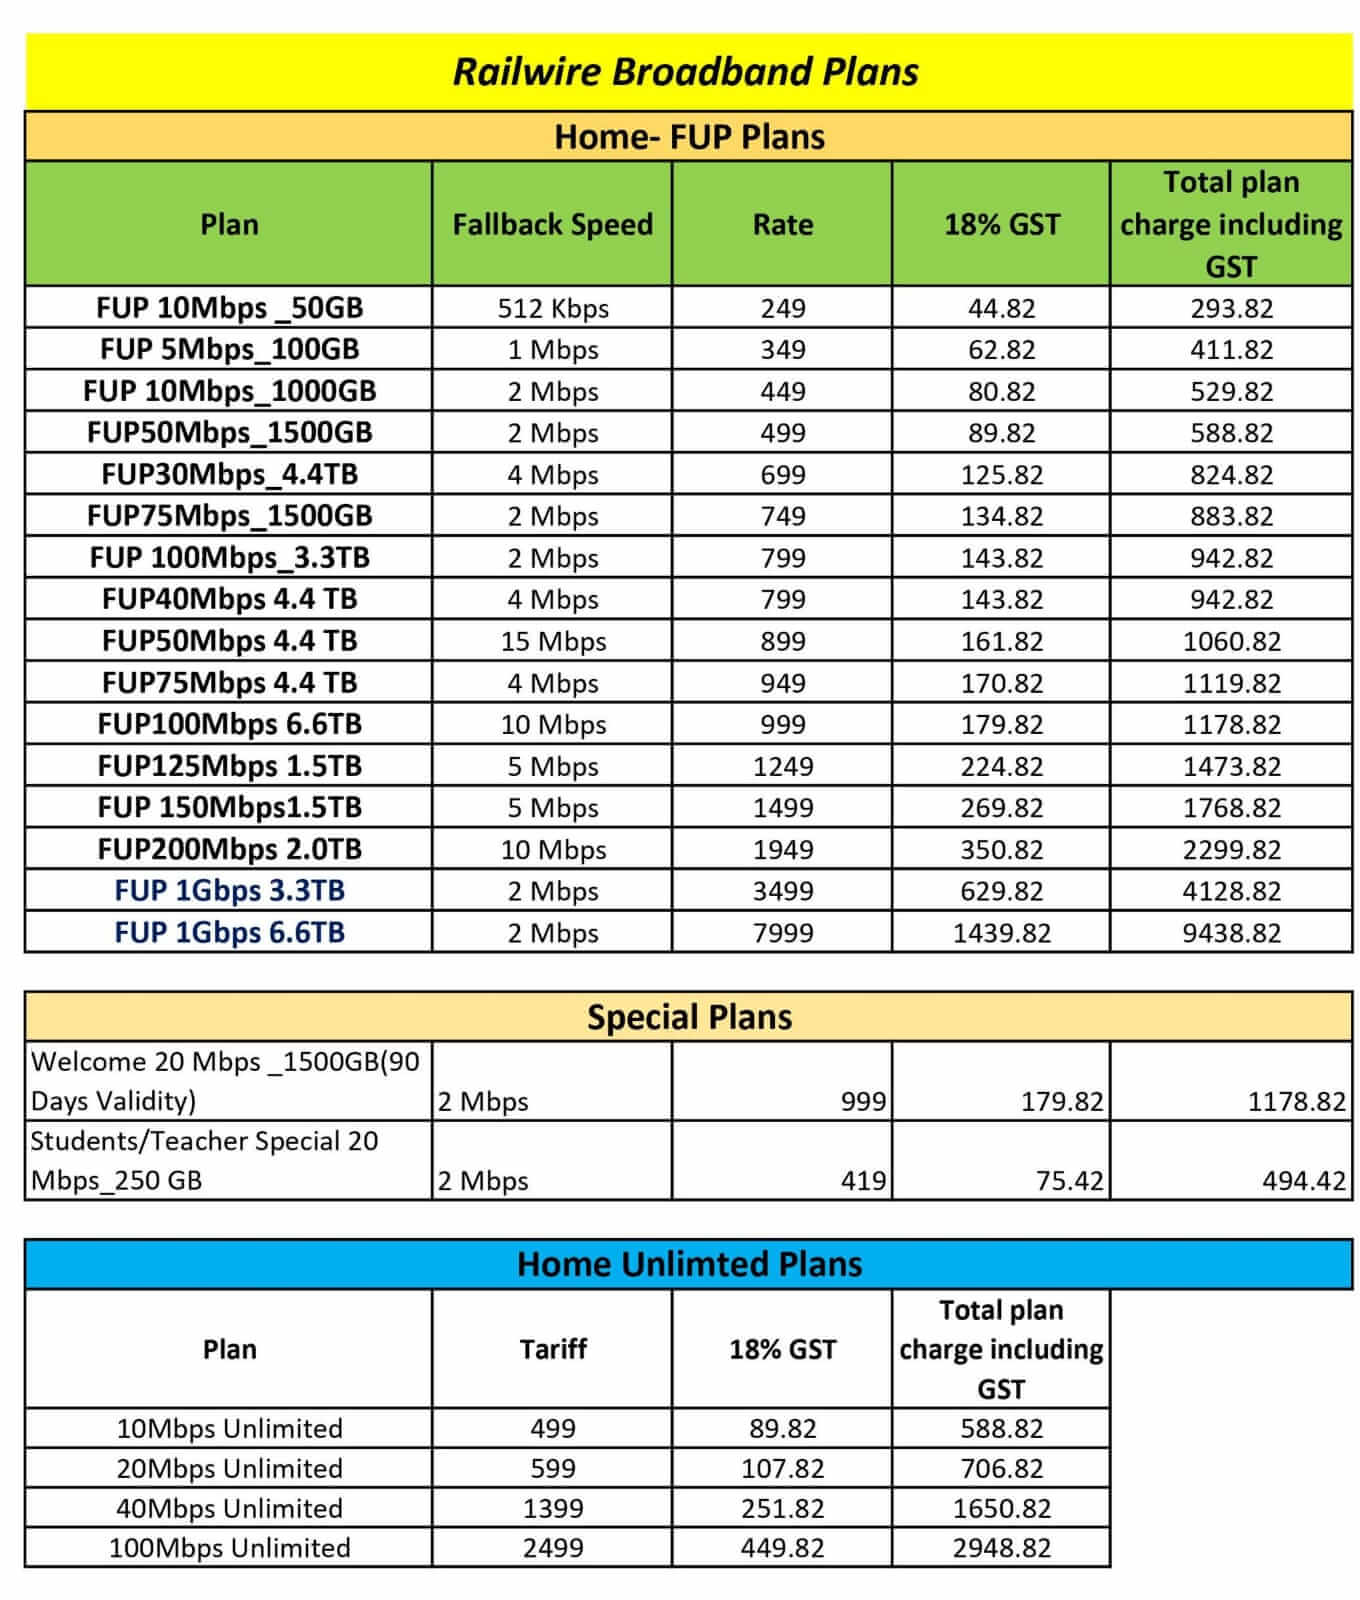 Railwire Broadband Plans
Home- FUP Plans
Plan Fallback Speed Rate 18% GST Total plan charge including GST
FUP 10Mbps _50GB 512 Kbps 249 44.82 293.82
FUP 5Mbps_100GB 1 Mbps 349 62.82 411.82
FUP 10Mbps_1000GB 2 Mbps 449 80.82 529.82
FUP50Mbps_1500GB 2 Mbps 499 89.82 588.82
FUP30Mbps_4.4TB 4 Mbps 699 125.82 824.82
FUP75Mbps_1500GB 2 Mbps 749 134.82 883.82
FUP 100Mbps_3.3TB 2 Mbps 799 143.82 942.82
FUP40Mbps 4.4 TB 4 Mbps 799 143.82 942.82
FUP50Mbps 4.4 TB 15 Mbps 899 161.82 1060.82
FUP75Mbps 4.4 TB 4 Mbps 949 170.82 1119.82
FUP100Mbps 6.6TB 10 Mbps 999 179.82 1178.82
FUP125Mbps 1.5TB 5 Mbps 1249 224.82 1473.82
FUP 150Mbps1.5TB 5 Mbps 1499 269.82 1768.82
FUP200Mbps 2.0TB 10 Mbps 1949 350.82 2299.82
FUP 1Gbps 3.3TB 2 Mbps 3499 629.82 4128.82
FUP 1Gbps 6.6TB 2 Mbps 7999 1439.82 9438.82
Special Plans
Welcome 20 Mbps _1500GB(90
Days Validity) 2 Mbps 999 179.82 1178.82
Students/Teacher Special 20
Mbps_250 GB 2 Mbps 419 75.42 494.42
Home Unlimted Plans
Plan Tariff 18% GST Total plan charge including GST
10Mbps Unlimited 499 89.82 588.82
20Mbps Unlimited 599 107.82 706.82
40Mbps Unlimited 1399 251.82 1650.82
100Mbps Unlimited 2499 449.82 2948.82